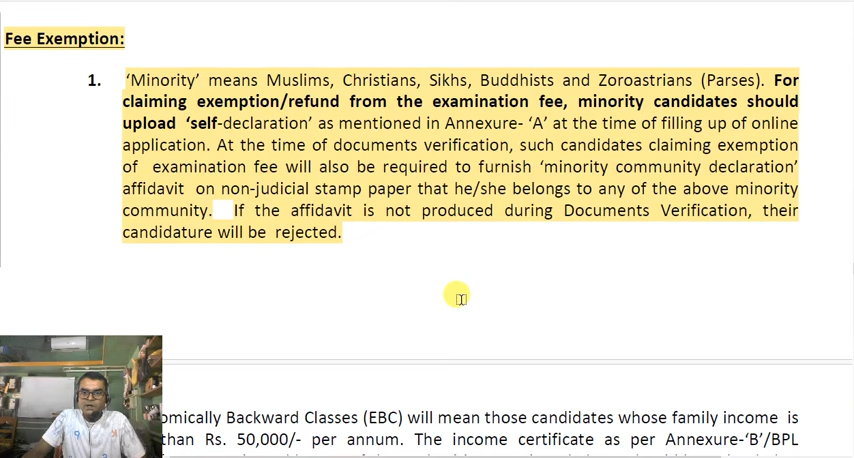 Fee Exemption:
1. ‘Minority’ means Muslims, Christians, Sikhs, Buddhists and Zoroastrians (Parses). For
claiming exemption/refund from the examination fee, minority candidates should
upload ‘self-declaration’ as mentioned in Annexure- ‘A’ at the time of filling up of online
application. At the time of documents verification, such candidates claiming exemption
of examination fee will also be required to furnish ‘minority community declaration’
affidavit on non-judicial stamp paper that he/she belongs to any of the above minority
community. If the affidavit is not produced during Documents Verification, their
candidature will be rejected.
omically Backward Classes (EBC) will mean those candidates whose family income is
than Rs. 50,000/- per annum. The income certificate as per Annexure-‘B’/BPL